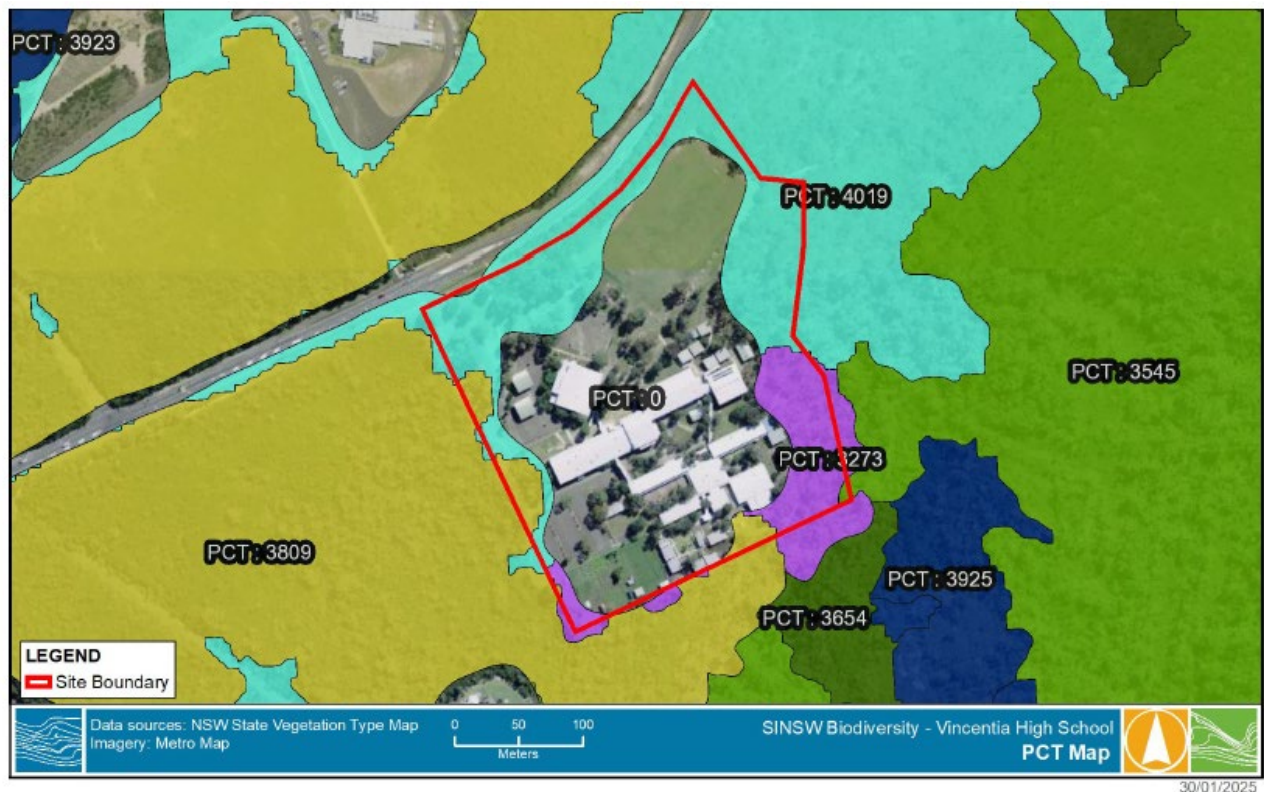 PCT : 3923
PCT : 4019
PCT : 3545
PCT : 0
PCT : 3273
PCT : 3809
PCT : 3925
PCT : 3654
LEGEND
Site Boundary
Data sources: NSW State Vegetation Type Map
Imagery: Metro Map
0 50 100
Meters
SINSW Biodiversity - Vincentia High School
PCT Map
30/01/2025